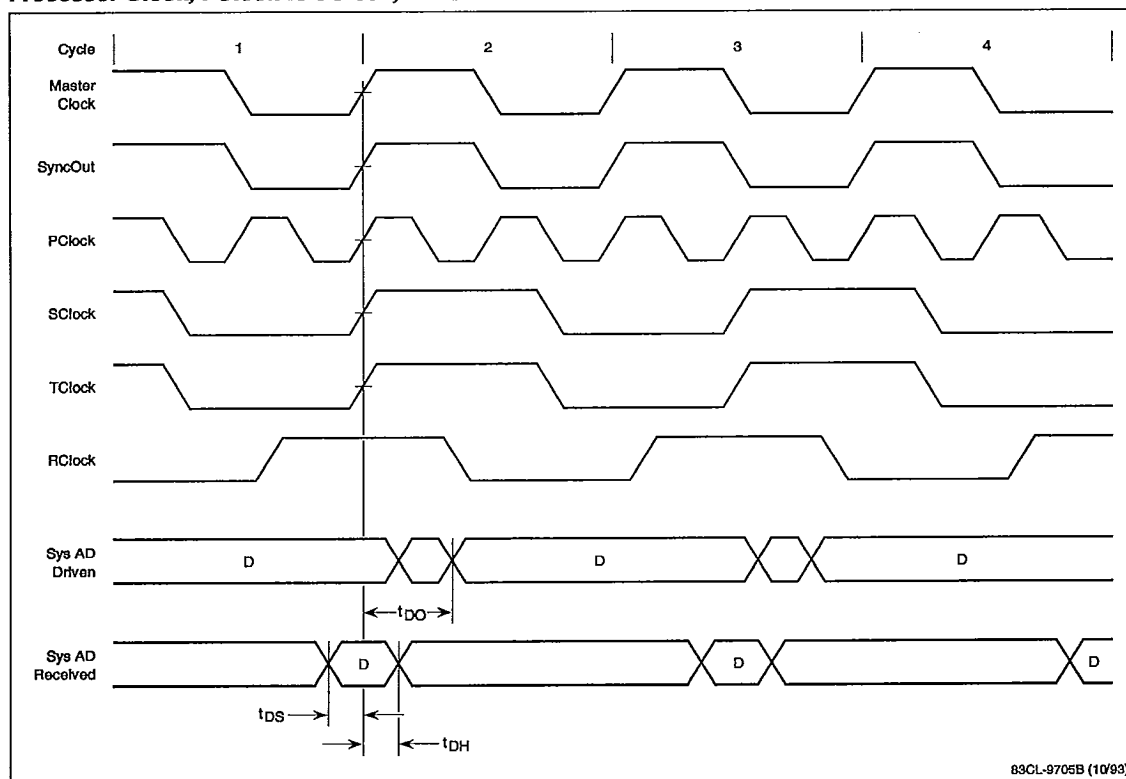 Cycle 1 2 3 4
Master
Clock
SyncOut
PClock
SClock
TClock
RClock
Sys AD
Driven
D D D
tDO
Sys AD
Received
D D D
tDS
tDH
83CL-9705B (10/93)